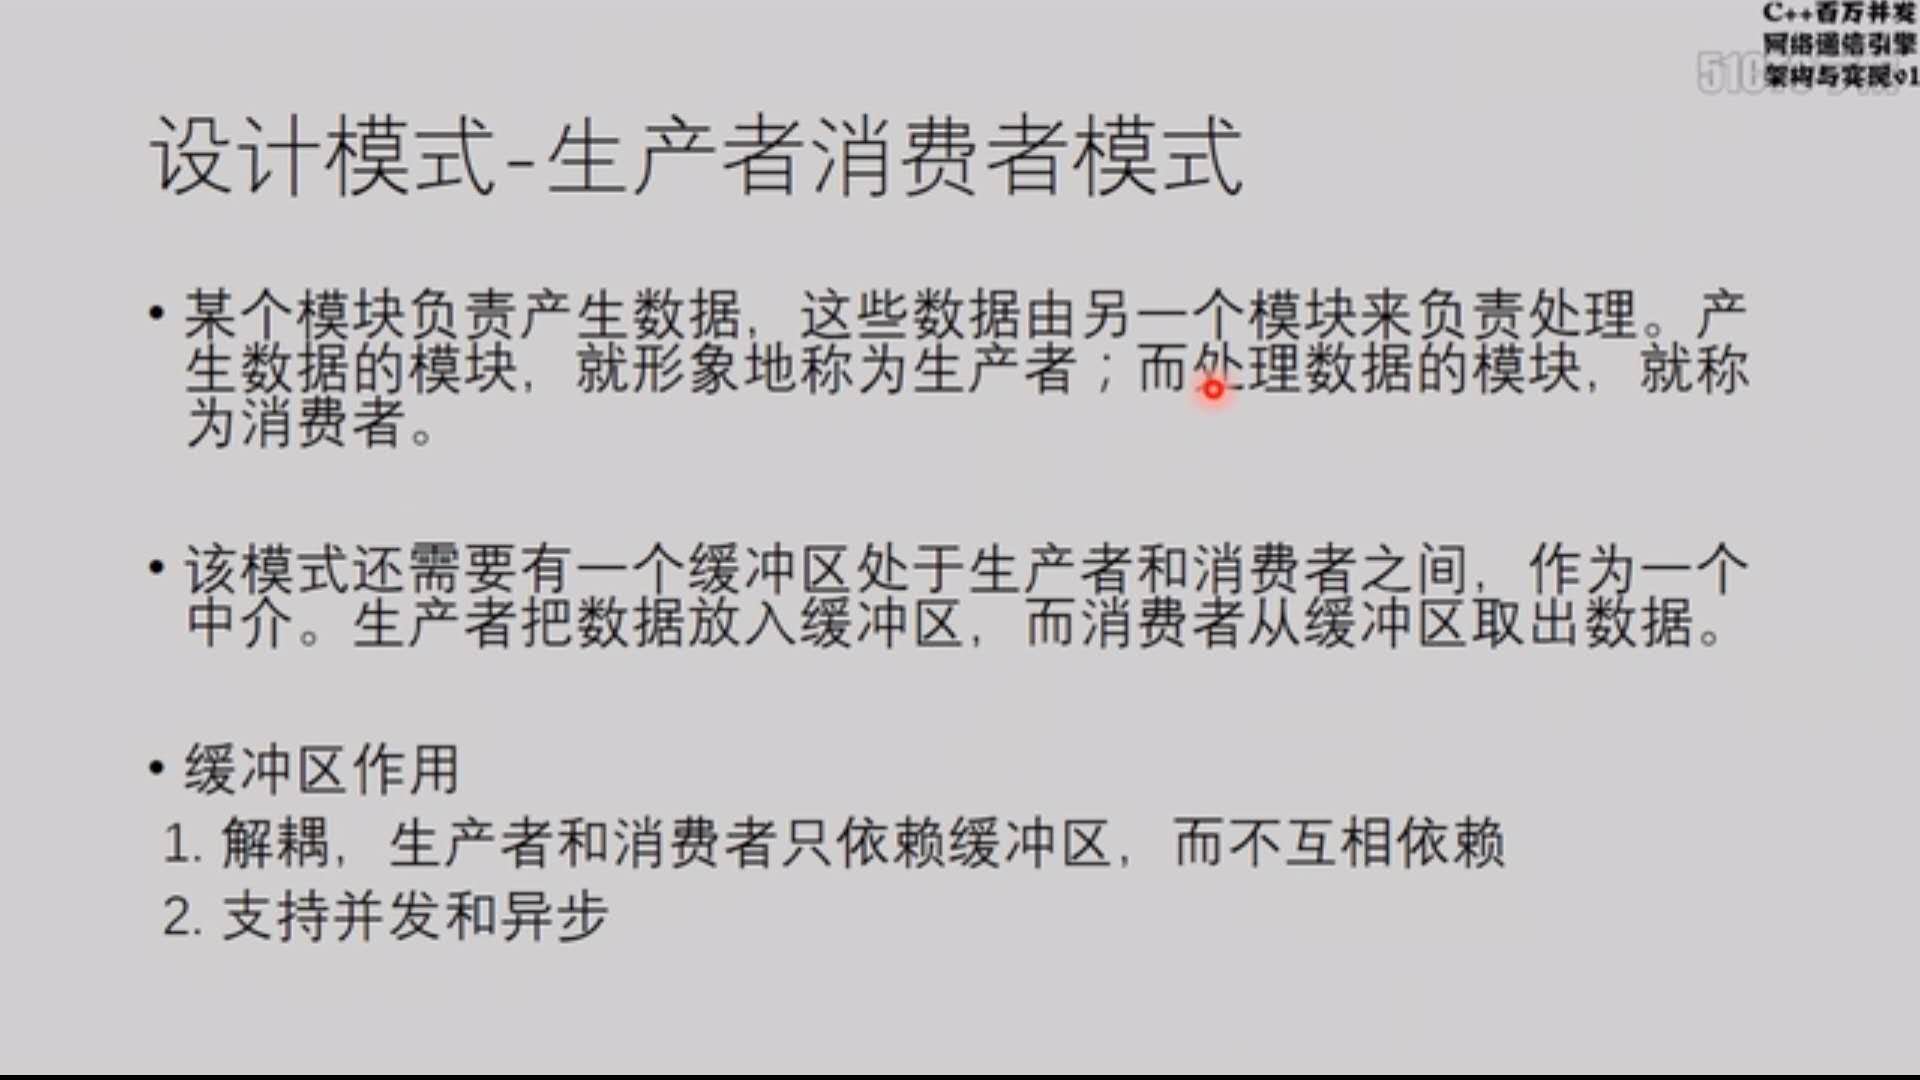 C++百万并发
网络通信引擎
架构与实现01
设计模式-生产者消费者模式
• 某个模块负责产生数据，这些数据由另一个模块来负责处理。产
生数据的模块，就形象地称为生产者；而处理数据的模块，就称
为消费者。
• 该模式还需要有一个缓冲区处于生产者和消费者之间，作为一个
中介。生产者把数据放入缓冲区，而消费者从缓冲区取出数据。
• 缓冲区作用
1. 解耦，生产者和消费者只依赖缓冲区，而不互相依赖
2. 支持并发和异步